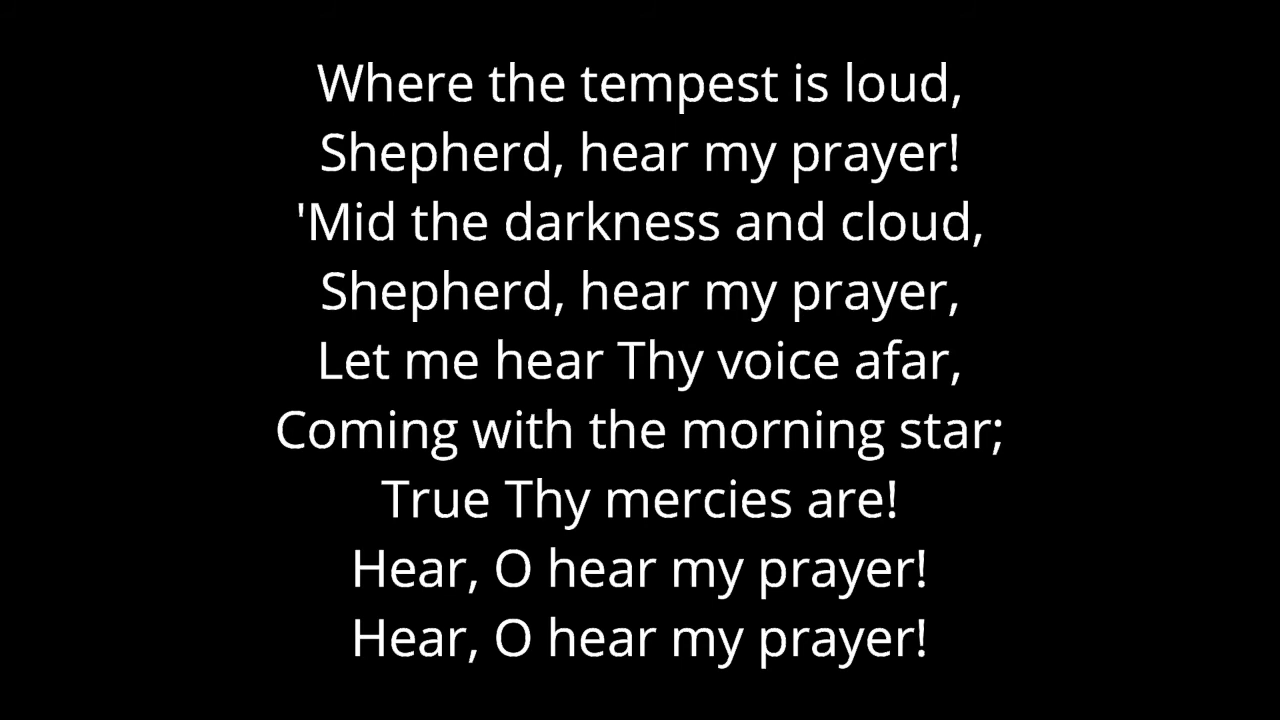 Where the tempest is loud,
Shepherd, hear my prayer!
'Mid the darkness and cloud,
Shepherd, hear my prayer,
Let me hear Thy voice afar,
Coming with the morning star;
True Thy mercies are!
Hear, O hear my prayer!
Hear, O hear my prayer!